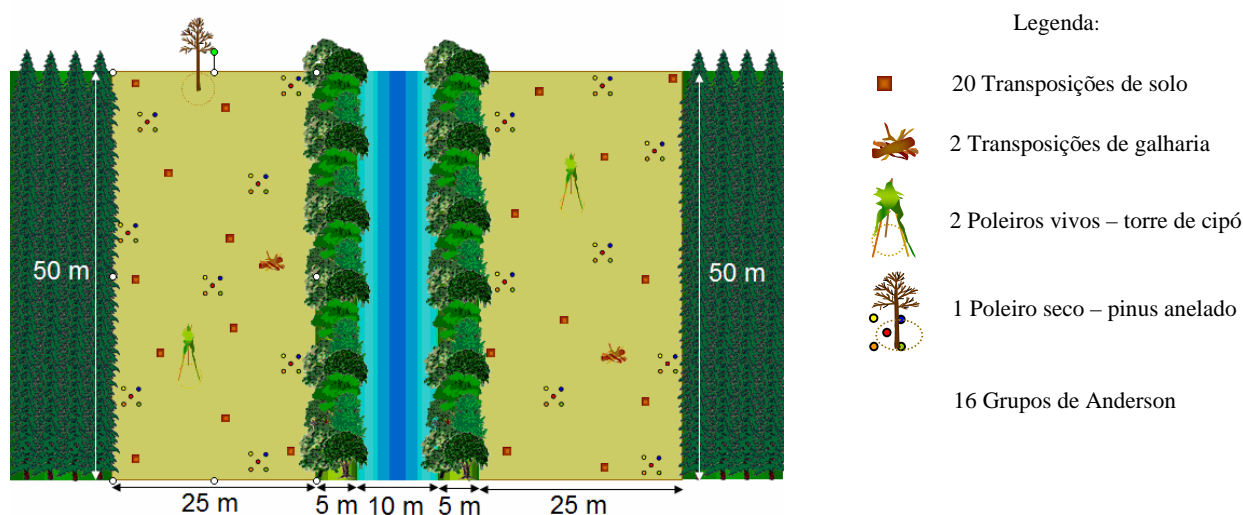 Legenda:
20 Transposições de solo
2 Transposições de galharia
2 Poleiros vivos – torre de cipó
1 Poleiro seco – pinus anelado
16 Grupos de Anderson
50 m
50 m
25 m
5 m
10 m
5 m
25 m